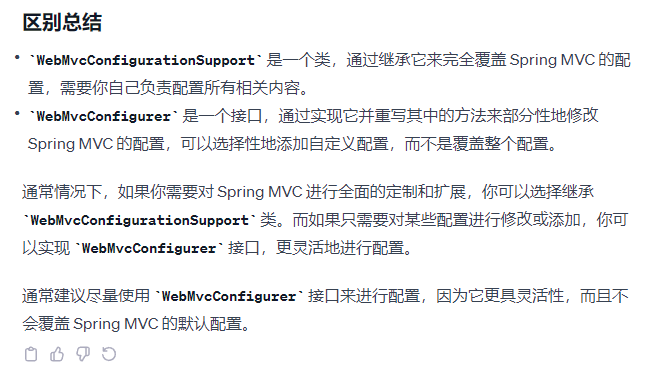 区别总结
• `WebMvcConfigurationSupport` 是一个类，通过继承它来完全覆盖 Spring MVC 的配
置，需要你自己负责配置所有相关内容。
• `WebMvcConfigurer` 是一个接口，通过实现它并重写其中的方法来部分性地修改
Spring MVC 的配置，可以选择性地添加自定义配置，而不是覆盖整个配置。
通常情况下，如果你需要对 Spring MVC 进行全面的定制和扩展，你可以选择继承
`WebMvcConfigurationSupport` 类。而如果只需要对某些配置进行修改或添加，你可
以实现 `WebMvcConfigurer` 接口，更灵活地进行配置。
通常建议尽量使用 `WebMvcConfigurer` 接口来进行配置，因为它更具灵活性，而且不
会覆盖 Spring MVC 的默认配置。